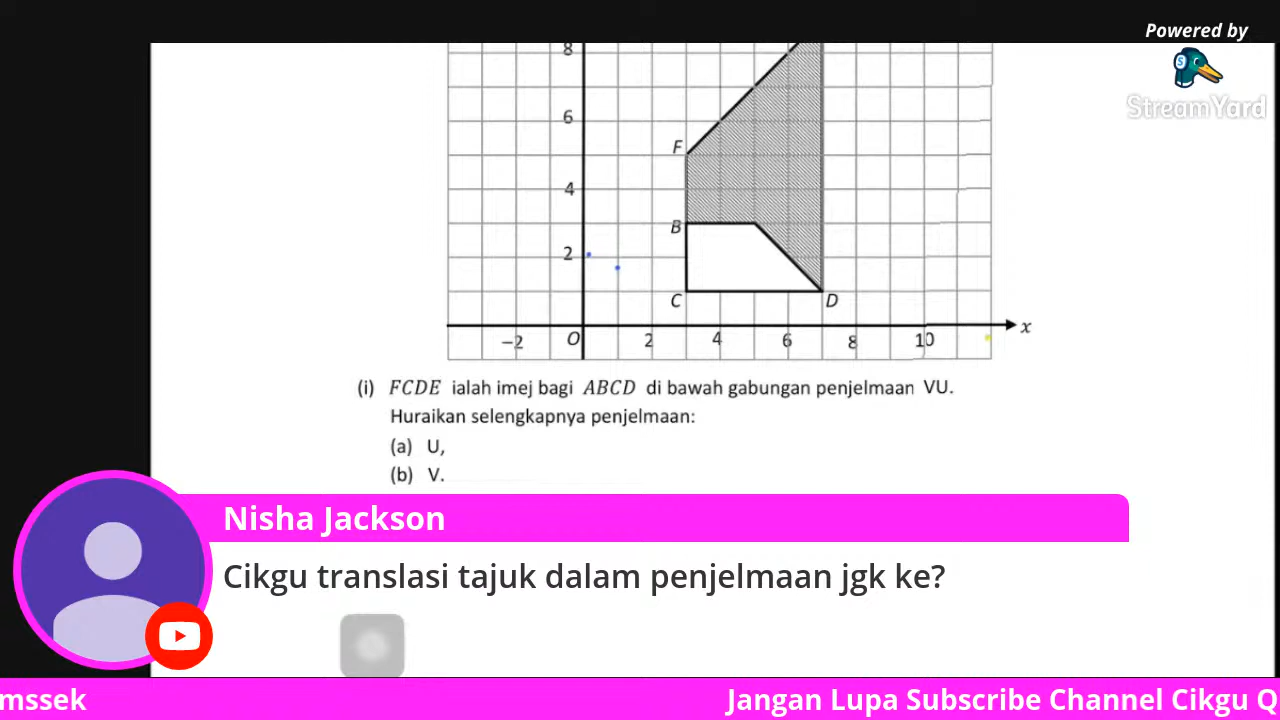 Powered by
StreamYard
8
6
F
4
B
2
C
D
−2
O
2
4
6
8
10
x
(i) FCDE ialah imej bagi ABCD di bawah gabungan penjelmaan VU.
Huraikan selengkapnya penjelmaan:
(a) U,
(b) V.
Nisha Jackson
Cikgu translasi tajuk dalam penjelmaan jgk ke?
mssek
Jangan Lupa Subscribe Channel Cikgu Q